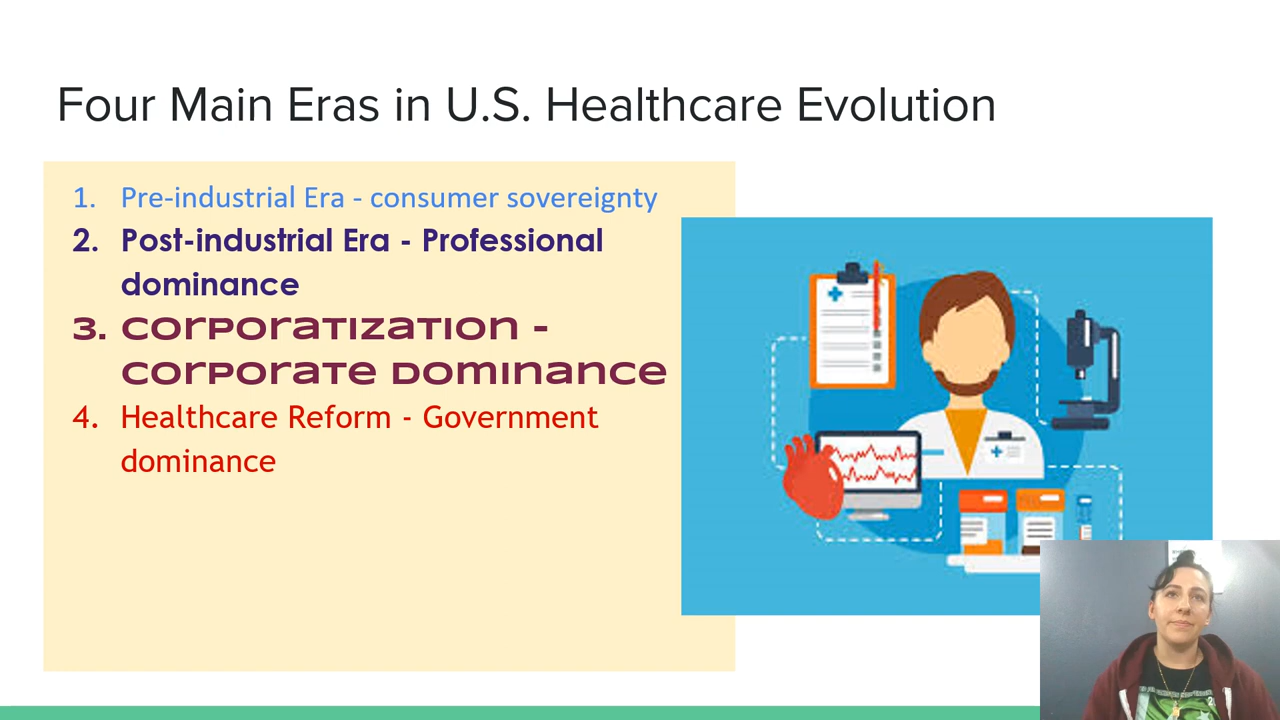 Four Main Eras in U.S. Healthcare Evolution
1. Pre-industrial Era - consumer sovereignty
2. Post-industrial Era - Professional
dominance
3. Corporatization -
Corporate Dominance
4. Healthcare Reform - Government
dominance